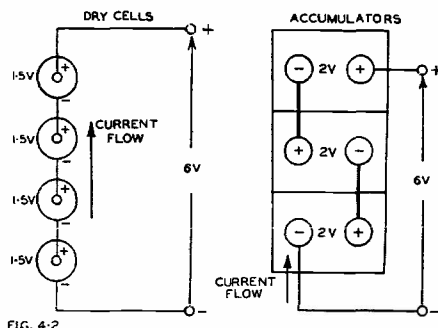 DRY CELLS
+
+
1·5V
-
+
1·5V
-
CURRENT
FLOW
+
1·5V
-
+
1·5V
-
6V
-
ACCUMULATORS
- 2V +
+
+ 2V -
6V
- 2V +
CURRENT
FLOW
-
FIG. 4·2